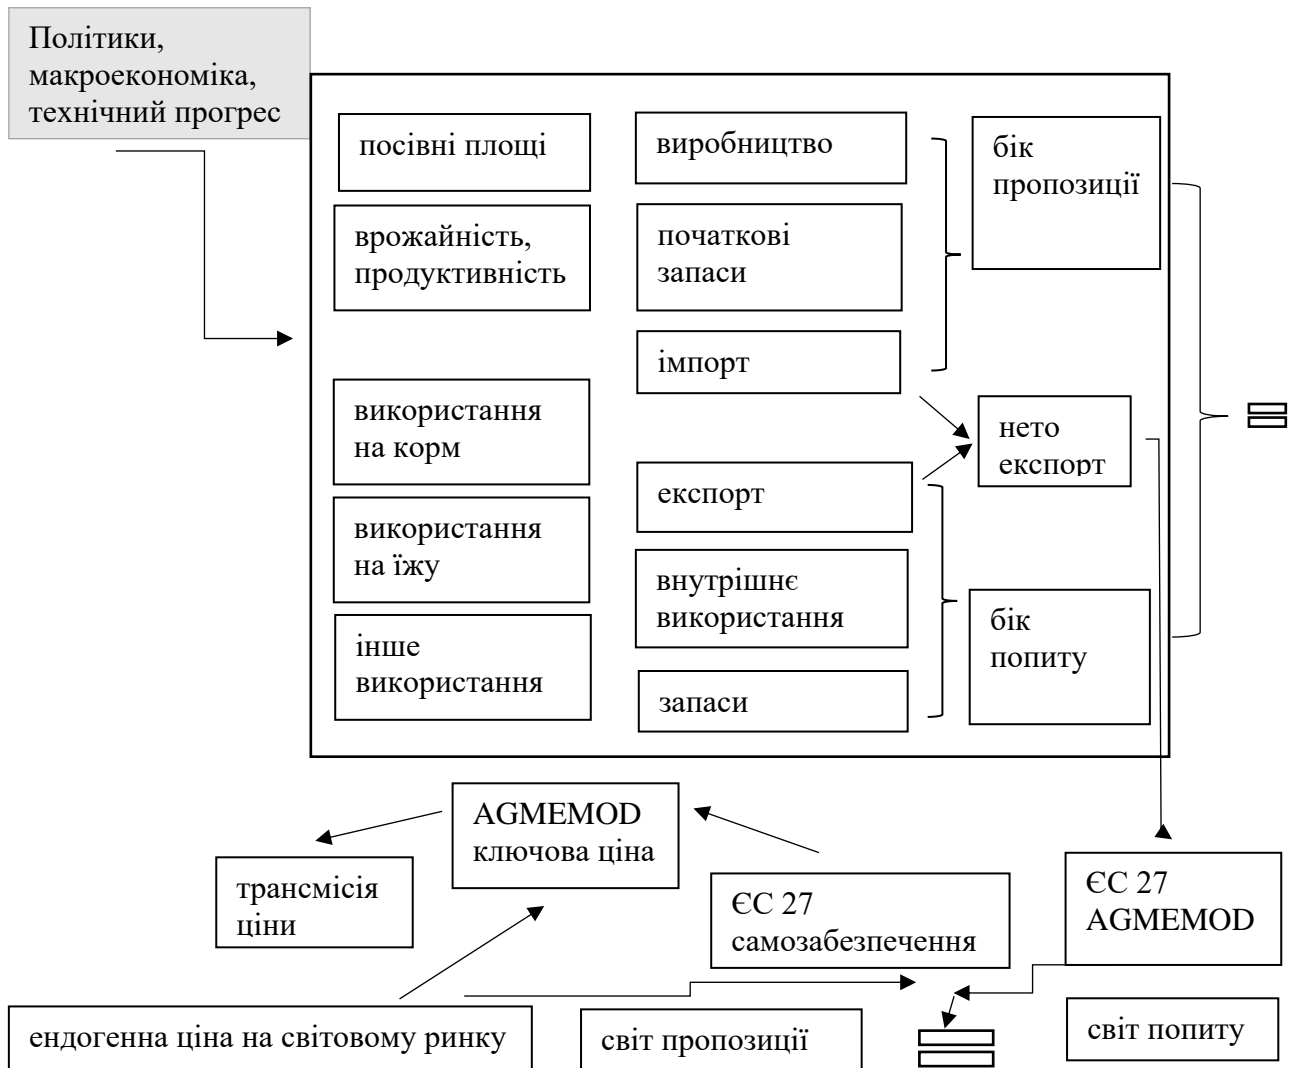 Політики,
макроекономіка,
технічний прогрес
посівні площі
врожайність,
продуктивність
використання
на корм
використання
на їжу
інше
використання
виробництво
початкові
запаси
імпорт
експорт
внутрішнє
використання
запаси
бік
пропозиції
нето
експорт
бік
попиту
AGMEMOD
ключова ціна
трансмісія
ціни
ЄС 27
самозабезпечення
ЄС 27
AGMEMOD
ендогенна ціна на світовому ринку
світ пропозиції
світ попиту